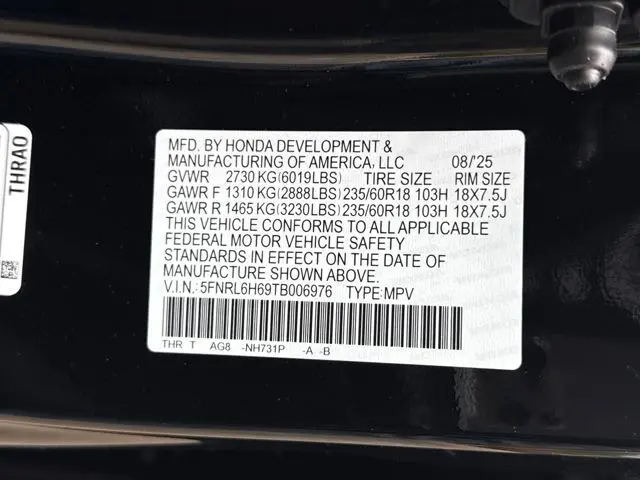 MFD. BY HONDA DEVELOPMENT &
MANUFACTURING OF AMERICA, LLC 08/'25
GVWR 2730 KG(6019LBS) TIRE SIZE RIM SIZE
GAWR F 1310 KG(2888LBS) 235/60R18 103H 18X7.5J
GAWR R 1465 KG(3230LBS) 235/60R18 103H 18X7.5J
THIS VEHICLE CONFORMS TO ALL APPLICABLE
FEDERAL MOTOR VEHICLE SAFETY
STANDARDS IN EFFECT ON THE DATE OF
MANUFACTURE SHOWN ABOVE.
V.I.N.:5FNRL6H69TB006976 TYPE:MPV
THR T AG8 -NH731P -A -B
THRA0